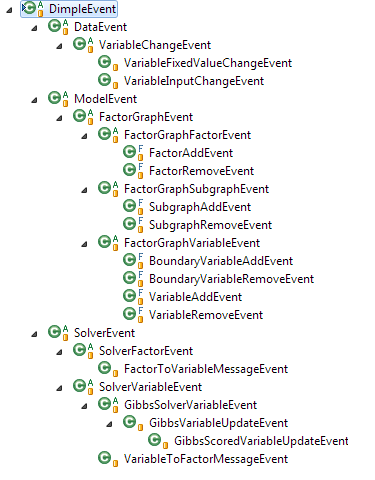 DimpleEvent
DataEvent
VariableChangeEvent
VariableFixedValueChangeEvent
VariableInputChangeEvent
ModelEvent
FactorGraphEvent
FactorGraphFactorEvent
FactorAddEvent
FactorRemoveEvent
FactorGraphSubgraphEvent
SubgraphAddEvent
SubgraphRemoveEvent
FactorGraphVariableEvent
BoundaryVariableAddEvent
BoundaryVariableRemoveEvent
VariableAddEvent
VariableRemoveEvent
SolverEvent
SolverFactorEvent
FactorToVariableMessageEvent
SolverVariableEvent
GibbsSolverVariableEvent
GibbsVariableUpdateEvent
GibbsScoredVariableUpdateEvent
VariableToFactorMessageEvent